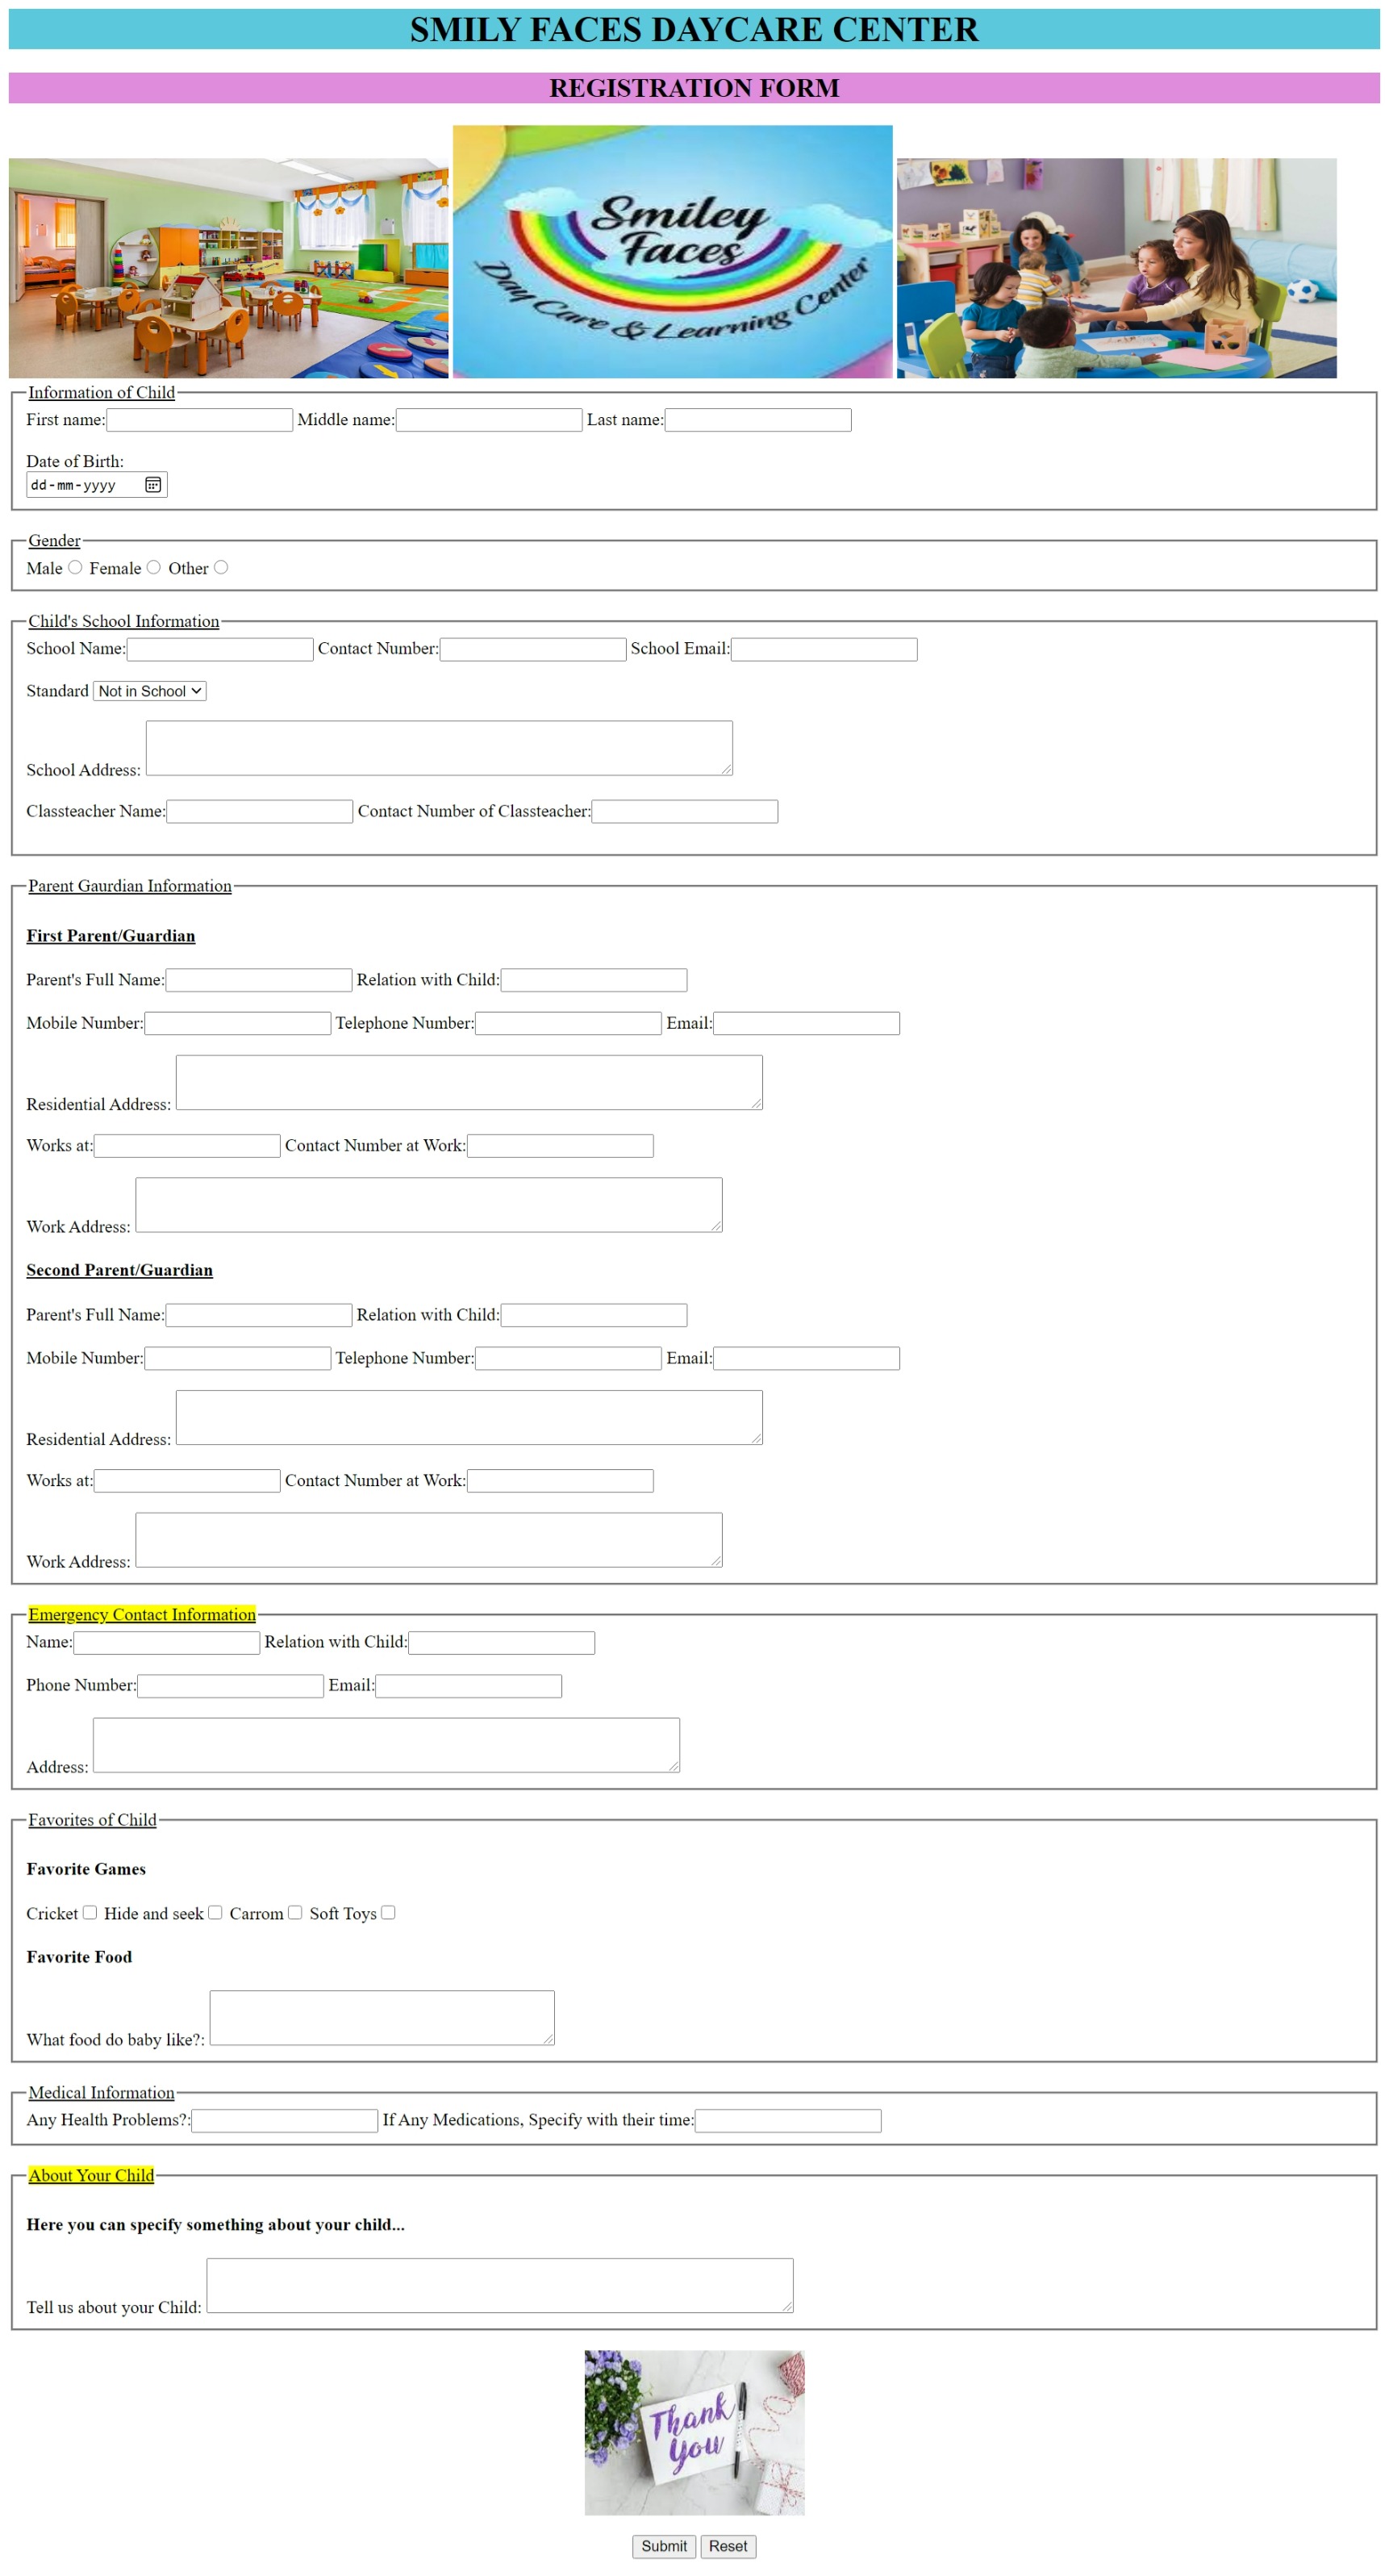 SMILY FACES DAYCARE CENTER
REGISTRATION FORM
Smiley
Faces
Day Care & Learning Center
Information of Child
First name: Middle name: Last name:
Date of Birth:
dd-mm-yyyy
Gender
Male Female Other
Child's School Information
School Name: Contact Number: School Email:
Standard Not in School
School Address:
Classteacher Name: Contact Number of Classteacher:
Parent Gaurdian Information
First Parent/Guardian
Parent's Full Name: Relation with Child:
Mobile Number: Telephone Number: Email:
Residential Address:
Works at: Contact Number at Work:
Work Address:
Second Parent/Guardian
Parent's Full Name: Relation with Child:
Mobile Number: Telephone Number: Email:
Residential Address:
Works at: Contact Number at Work:
Work Address:
Emergency Contact Information
Name: Relation with Child:
Phone Number: Email:
Address:
Favorites of Child
Favorite Games
Cricket Hide and seek Carrom Soft Toys
Favorite Food
What food do baby like?:
Medical Information
Any Health Problems?: If Any Medications, Specify with their time:
About Your Child
Here you can specify something about your child...
Tell us about your Child:
Thank
You
Submit Reset